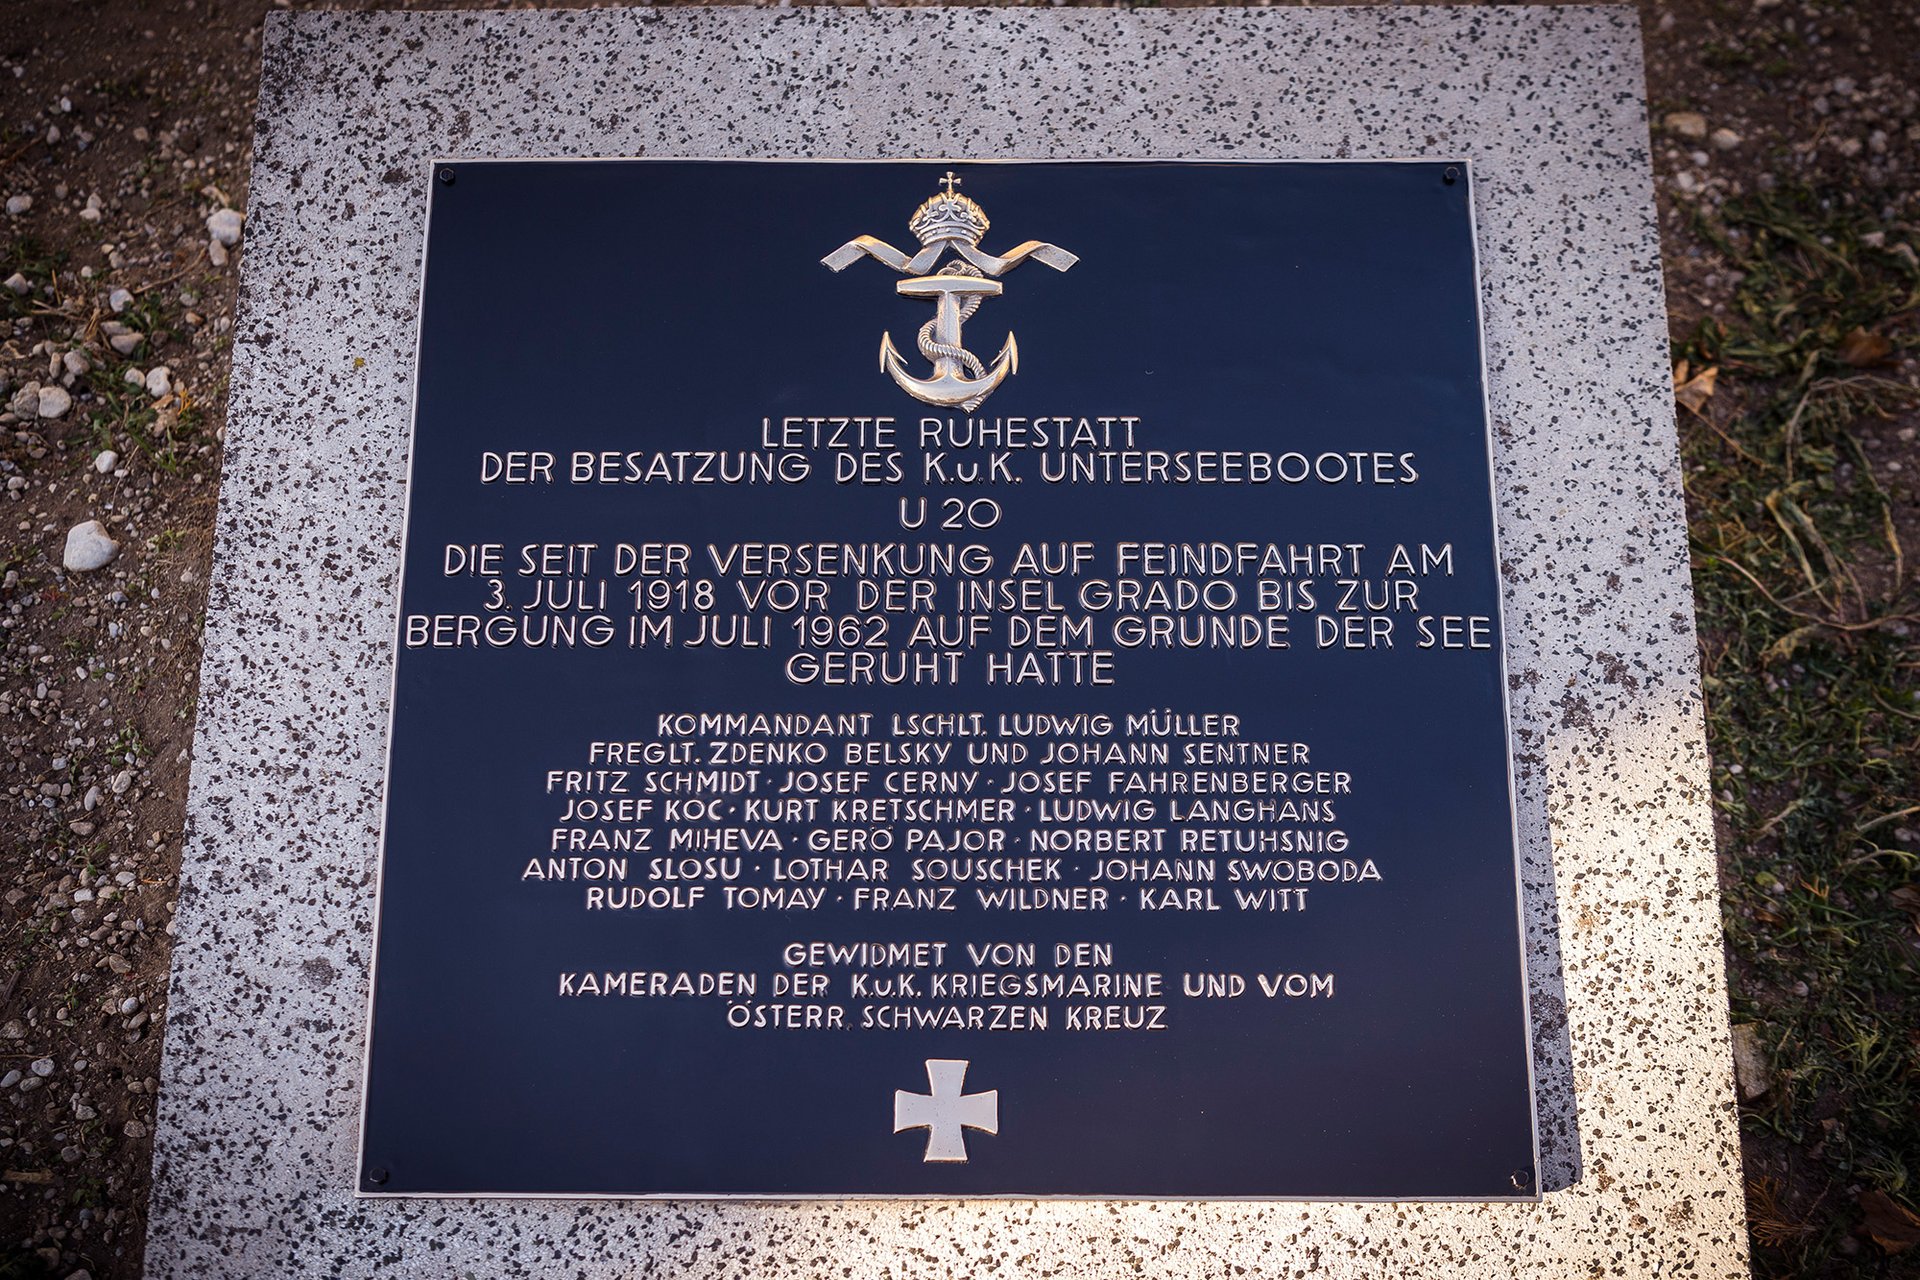 LETZTE RUHESTATT
DER BESATZUNG DES K.u.K. UNTERSEEBOOTES
U 20
DIE SEIT DER VERSENKUNG AUF FEINDFAHRT AM
3. JULI 1918 VOR DER INSEL GRADO BIS ZUR
BERGUNG IM JULI 1962 AUF DEM GRUNDE DER SEE
GERUHT HATTE
KOMMANDANT LSCHLT. LUDWIG MÜLLER
FREGLT. ZDENKO BELSKY UND JOHANN SENTNER
FRITZ SCHMIDT · JOSEF CERNY · JOSEF FAHRENBERGER
JOSEF KOC · KURT KRETSCHMER · LUDWIG LANGHANS
FRANZ MIHEVA · GERÖ PAJOR · NORBERT RETUHSNIG
ANTON SLOSU · LOTHAR SOUSCHEK · JOHANN SWOBODA
RUDOLF TOMAY · FRANZ WILDNER · KARL WITT
GEWIDMET VON DEN
KAMERADEN DER K.u.K. KRIEGSMARINE UND VOM
ÖSTERR. SCHWARZEN KREUZ